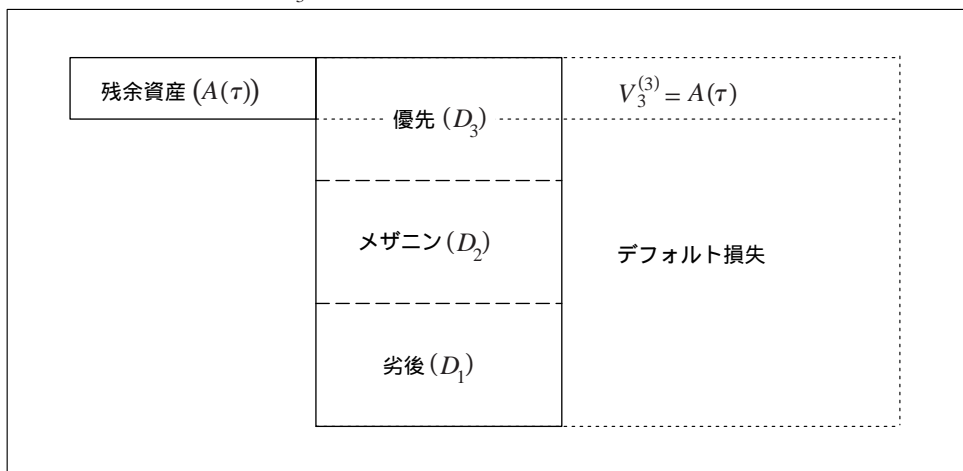 残余資産 (A(τ))
優先 (D₃)
V₃⁽³⁾ = A(τ)
メザニン (D₂)
デフォルト損失
劣後 (D₁)